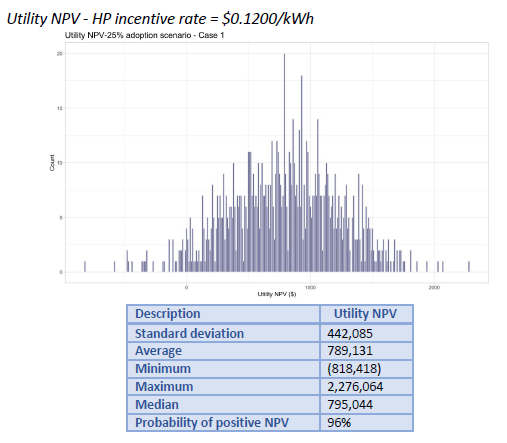 Utility NPV - HP incentive rate = $0.1200/kWh
Utility NPV-25% adoption scenario - Case 1
20
15
10
5
0
Count
0 1000 2000
Utility NPV ($)
Description Utility NPV
Standard deviation 442,085
Average 789,131
Minimum (818,418)
Maximum 2,276,064
Median 795,044
Probability of positive NPV 96%